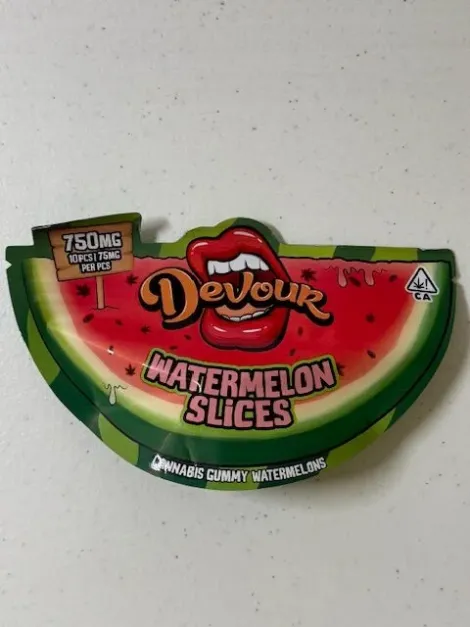 750MG
10PCS | 75MG
PER PCS
DEVOUR
CA
WATERMELON
SLICES
CANNABIS GUMMY WATERMELONS